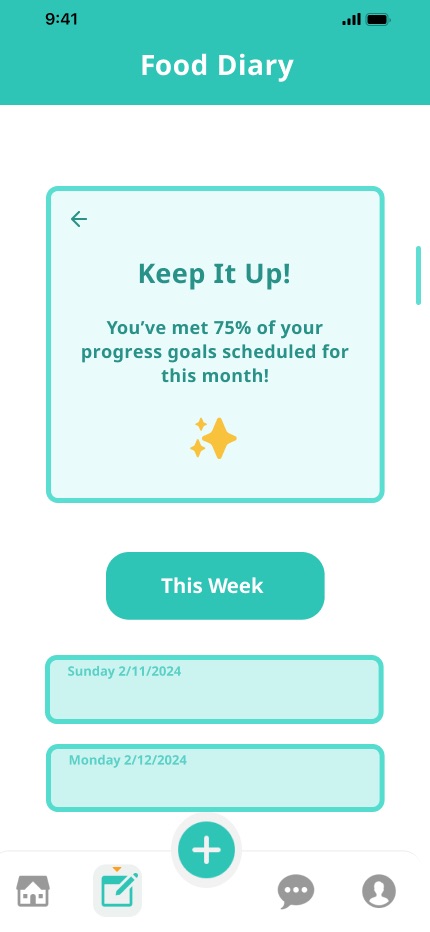 9:41
Food Diary
Keep It Up!
You’ve met 75% of your
progress goals scheduled for
this month!
This Week
Sunday 2/11/2024
Monday 2/12/2024